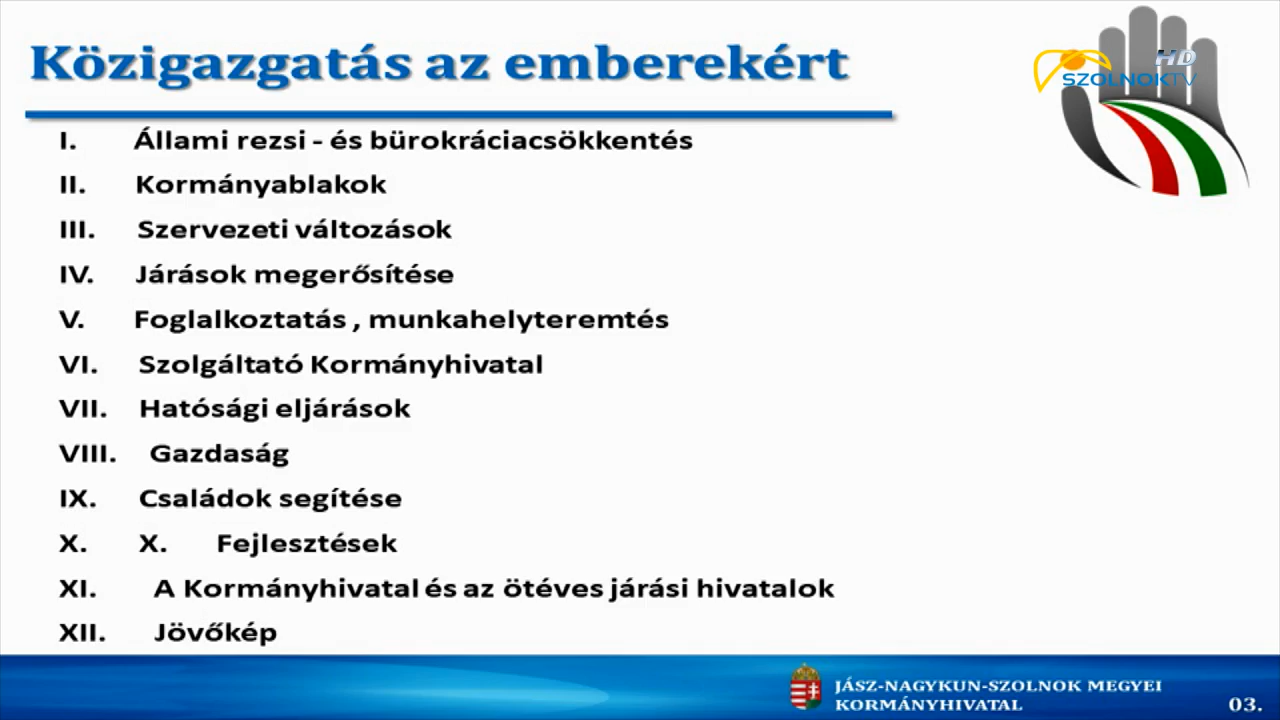 Közigazgatás az emberekért
HD
SZOLNOKTV
I. Állami rezsi - és bürokráciacsökkentés
II. Kormányablakok
III. Szervezeti változások
IV. Járások megerősítése
V. Foglalkoztatás , munkahelyteremtés
VI. Szolgáltató Kormányhivatal
VII. Hatósági eljárások
VIII. Gazdaság
IX. Családok segítése
X. X. Fejlesztések
XI. A Kormányhivatal és az ötéves járási hivatalok
XII. Jövőkép
JÁSZ-NAGYKUN-SZOLNOK MEGYEI
KORMÁNYHIVATAL
03.